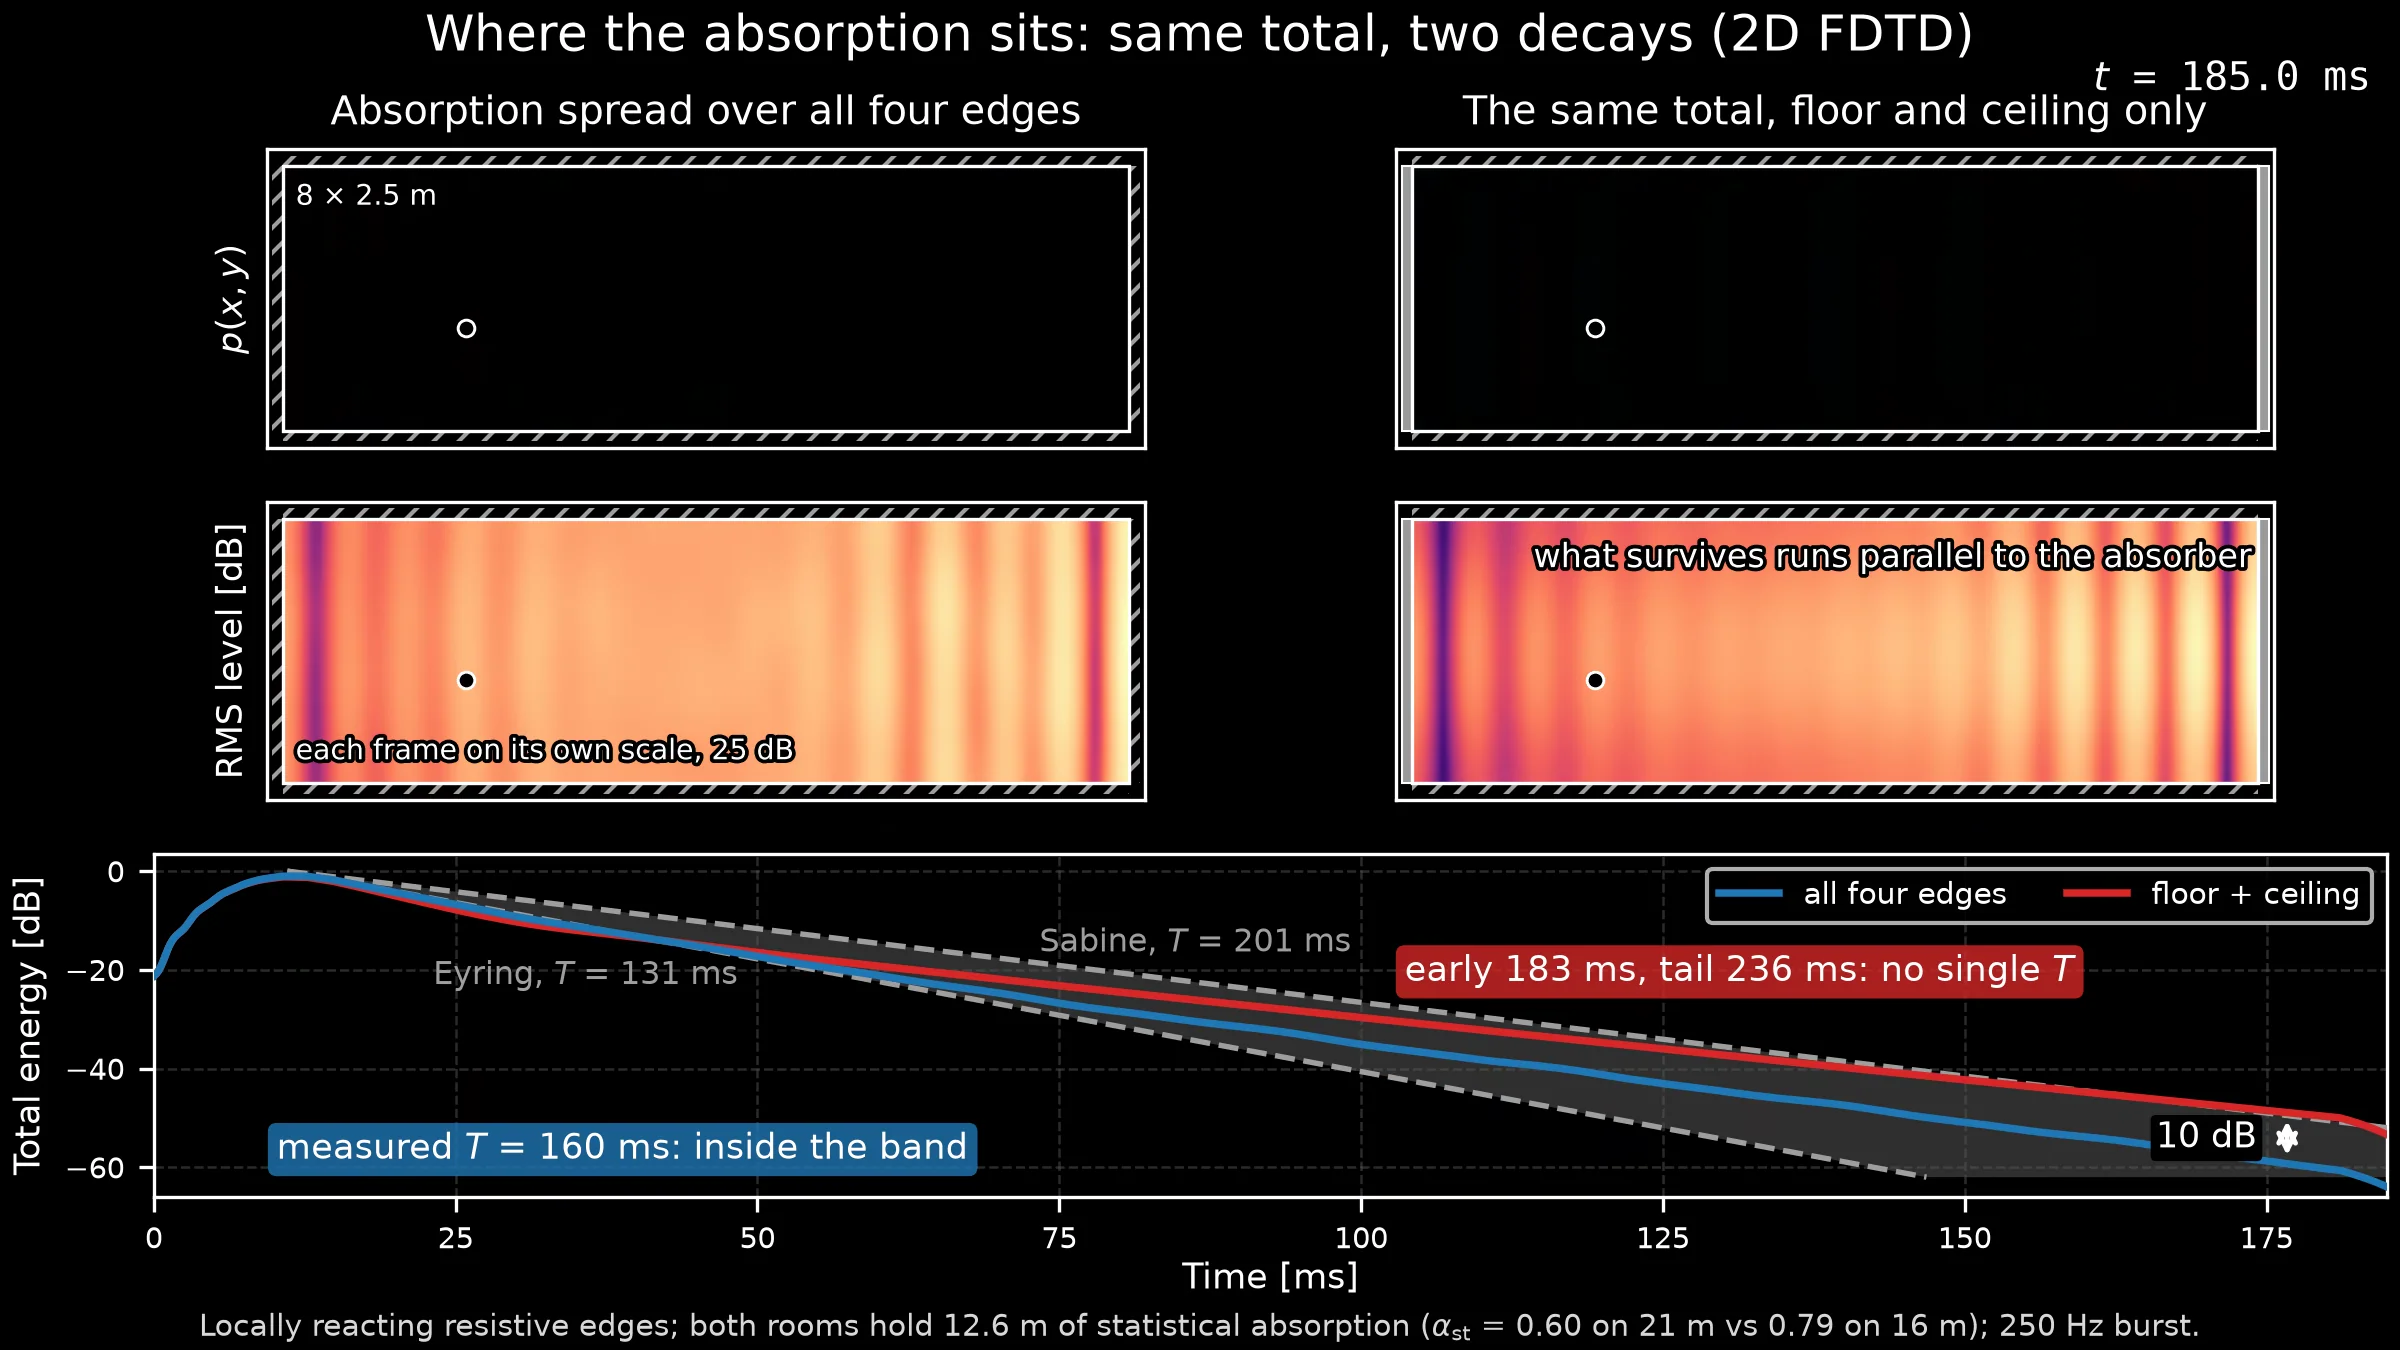 Where the absorption sits: same total, two decays (2D FDTD)
t = 185.0 ms
Absorption spread over all four edges
The same total, floor and ceiling only
8 × 2.5 m
p(x, y)
RMS level [dB]
what survives runs parallel to the absorber
each frame on its own scale, 25 dB
Total energy [dB]
0
−20
−40
−60
all four edges
floor + ceiling
Sabine, T = 201 ms
Eyring, T = 131 ms
early 183 ms, tail 236 ms: no single T
measured T = 160 ms: inside the band
10 dB
0 25 50 75 100 125 150 175
Time [ms]
Locally reacting resistive edges; both rooms hold 12.6 m of statistical absorption (αst = 0.60 on 21 m vs 0.79 on 16 m); 250 Hz burst.